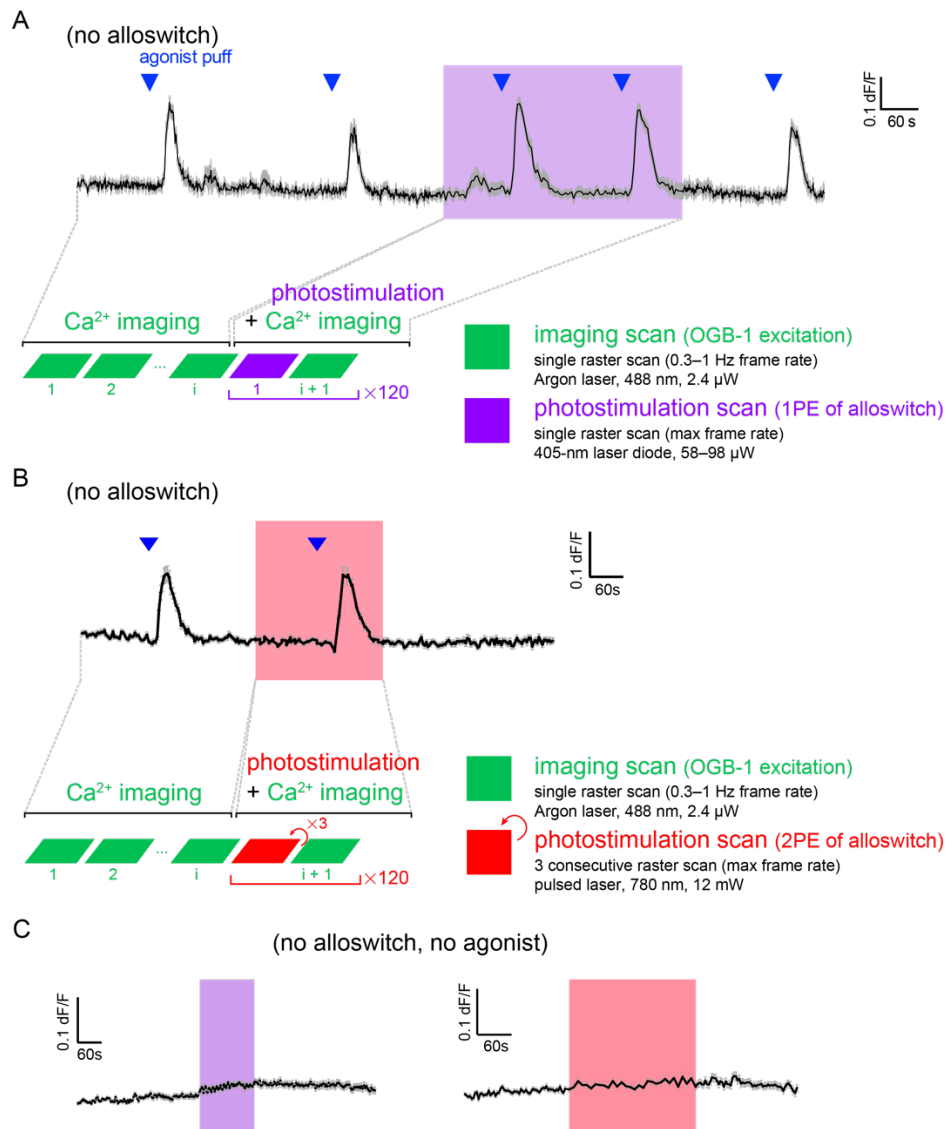 A
(no alloswitch)
agonist puff
0.1 dF/F
60 s
photostimulation
Ca²⁺ imaging
+ Ca²⁺ imaging
1
2
...
i
1
i + 1
×120
imaging scan (OGB-1 excitation)
single raster scan (0.3–1 Hz frame rate)
Argon laser, 488 nm, 2.4 µW
photostimulation scan (1PE of alloswitch)
single raster scan (max frame rate)
405-nm laser diode, 58–98 µW
B
(no alloswitch)
0.1 dF/F
60s
photostimulation
Ca²⁺ imaging
+ Ca²⁺ imaging
×3
1
2
...
i
i + 1
×120
imaging scan (OGB-1 excitation)
single raster scan (0.3–1 Hz frame rate)
Argon laser, 488 nm, 2.4 µW
photostimulation scan (2PE of alloswitch)
3 consecutive raster scan (max frame rate)
pulsed laser, 780 nm, 12 mW
C
(no alloswitch, no agonist)
0.1 dF/F
60s
0.1 dF/F
60s